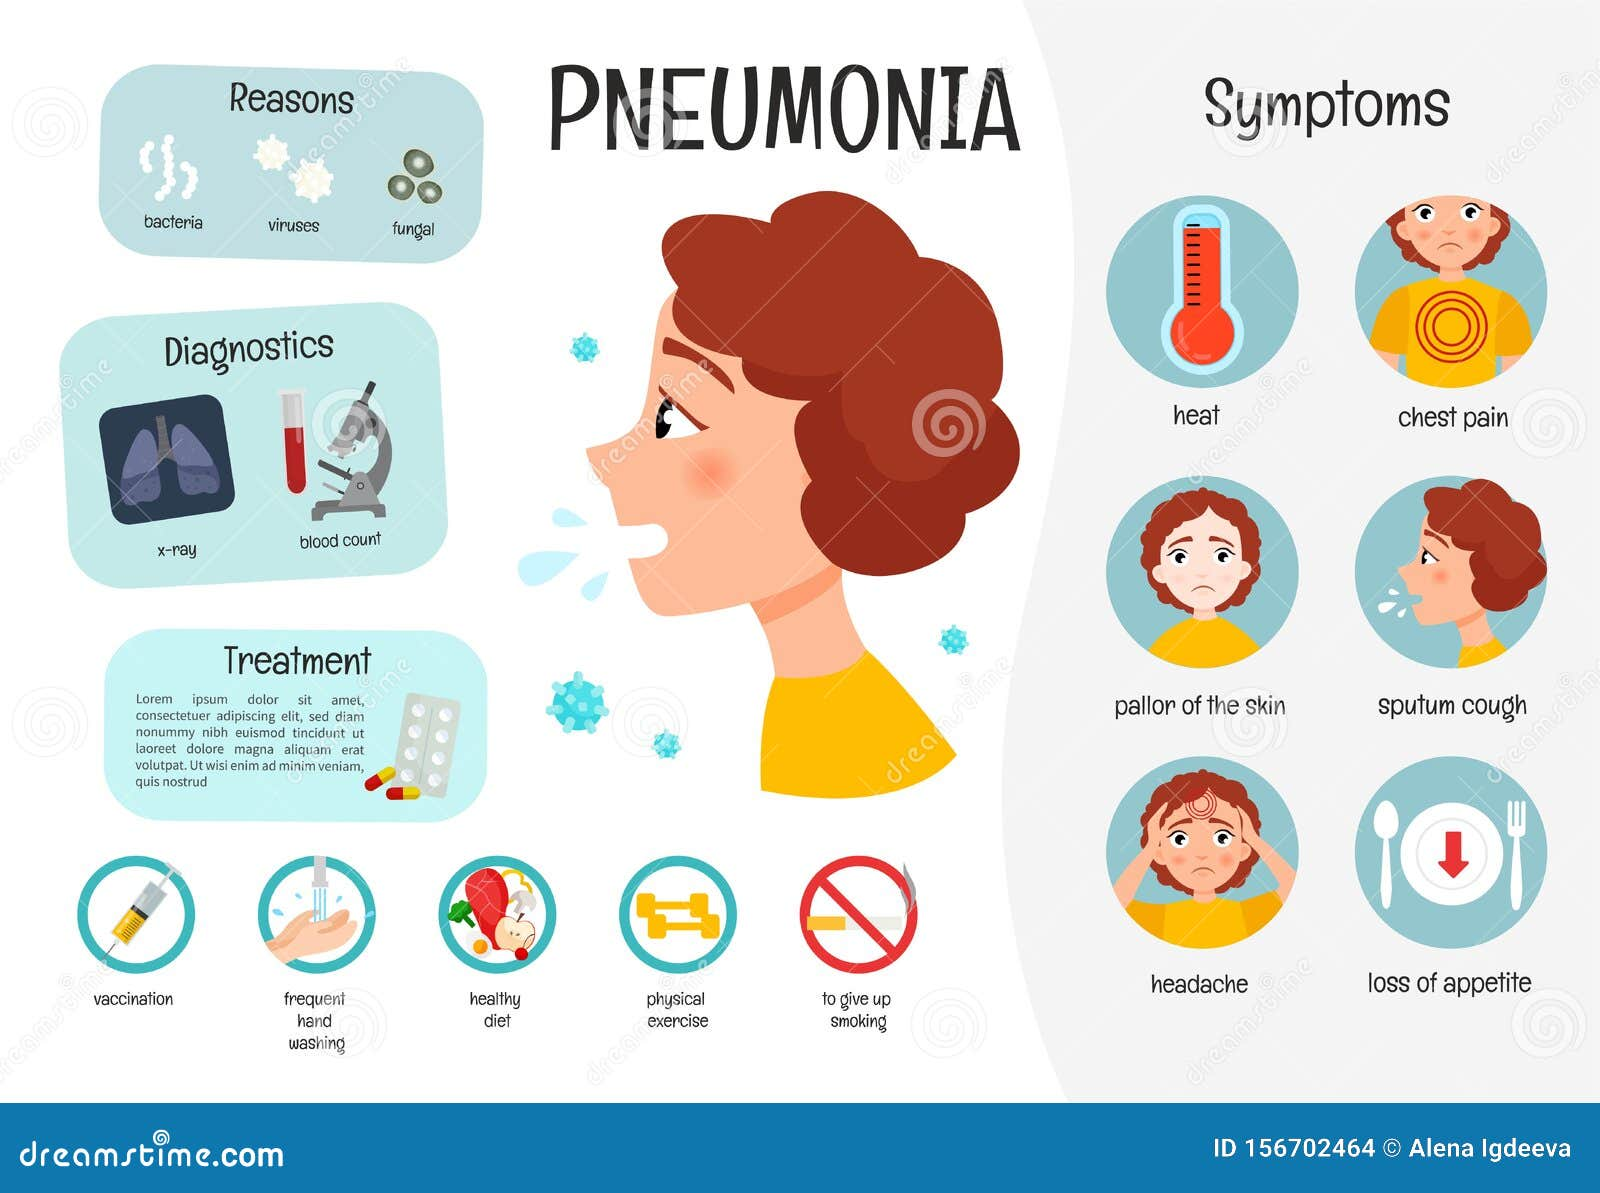 PNEUMONIA
Reasons
bacteria
viruses
fungal
Diagnostics
x-ray
blood count
Treatment
Lorem ipsum dolor sit amet,
consectetuer adipiscing elit, sed diam
nonummy nibh euismod tincidunt ut
laoreet dolore magna aliquam erat
volutpat. Ut wisi enim ad minim veniam,
quis nostrud
vaccination
frequent
hand
washing
healthy
diet
physical
exercise
to give up
smoking
Symptoms
heat
chest pain
pallor of the skin
sputum cough
headache
loss of appetite
dreamstime.com
ID 156702464 © Alena Igdeeva